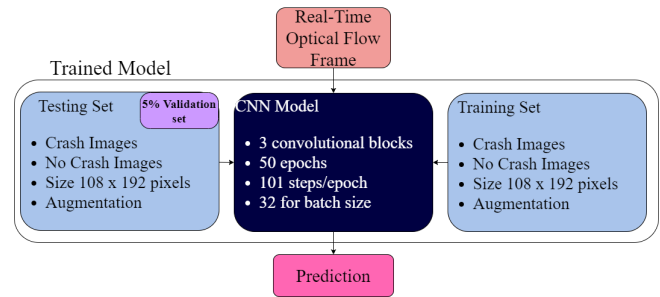 Real-Time
Optical Flow
Frame
Trained Model
Testing Set
5% Validation
set
• Crash Images
• No Crash Images
• Size 108 x 192 pixels
• Augmentation
CNN Model
• 3 convolutional blocks
• 50 epochs
• 101 steps/epoch
• 32 for batch size
Training Set
• Crash Images
• No Crash Images
• Size 108 x 192 pixels
• Augmentation
Prediction